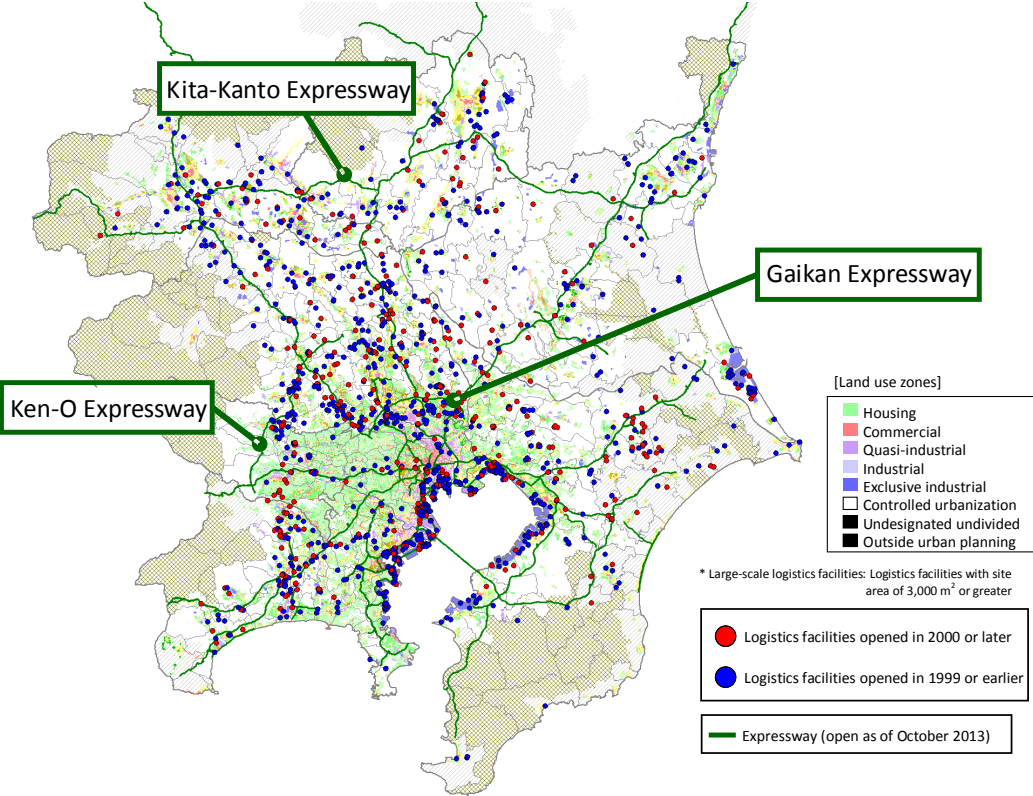 Kita-Kanto Expressway
Gaikan Expressway
Ken-O Expressway
[Land use zones]
Housing
Commercial
Quasi-industrial
Industrial
Exclusive industrial
Controlled urbanization
Undesignated undivided
Outside urban planning
* Large-scale logistics facilities: Logistics facilities with site
area of 3,000 m² or greater
Logistics facilities opened in 2000 or later
Logistics facilities opened in 1999 or earlier
Expressway (open as of October 2013)